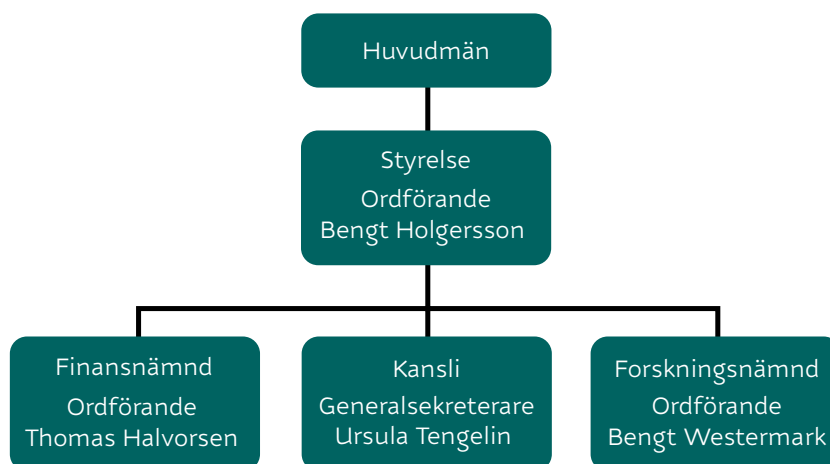 Huvudmän
Styrelse
Ordförande
Bengt Holgersson
Finansnämnd
Ordförande
Thomas Halvorsen
Kansli
Generalsekreterare
Ursula Tengelin
Forskningsnämnd
Ordförande
Bengt Westermark